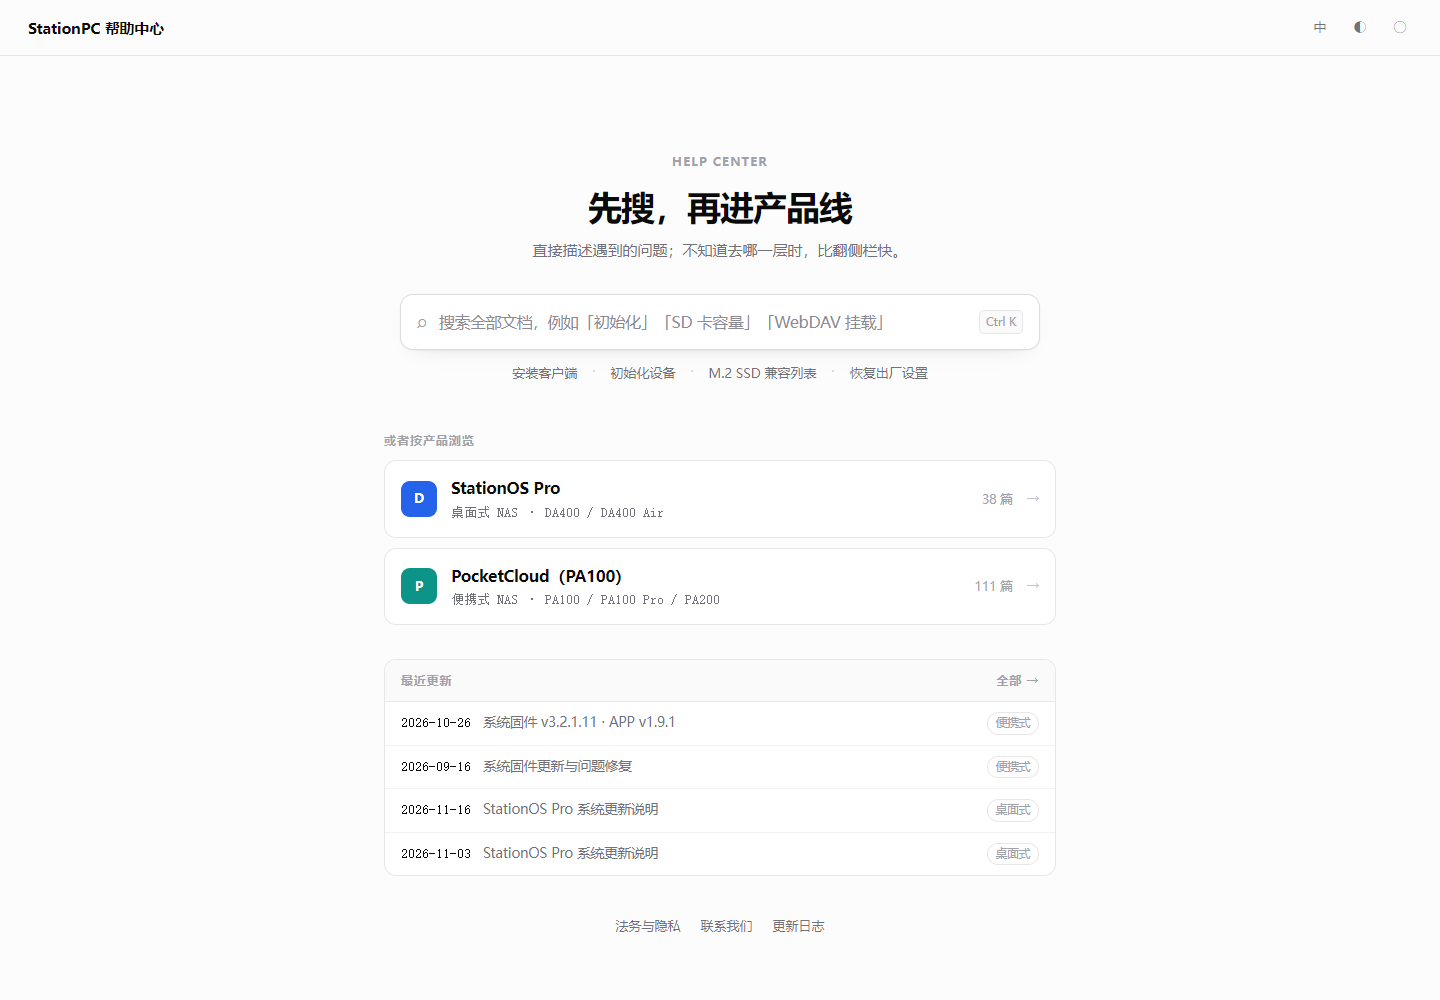 StationPC 帮助中心
中
HELP CENTER
先搜，再进产品线
直接描述遇到的问题；不知道去哪一层时，比翻侧栏快。
搜索全部文档，例如「初始化」「SD 卡容量」「WebDAV 挂载」
Ctrl K
安装客户端 · 初始化设备 · M.2 SSD 兼容列表 · 恢复出厂设置
或者按产品浏览
D
StationOS Pro
桌面式 NAS · DA400 / DA400 Air
38 篇 →
P
PocketCloud（PA100）
便携式 NAS · PA100 / PA100 Pro / PA200
111 篇 →
最近更新 全部 →
2026-10-26 系统固件 v3.2.1.11 · APP v1.9.1 便携式
2026-09-16 系统固件更新与问题修复 便携式
2026-11-16 StationOS Pro 系统更新说明 桌面式
2026-11-03 StationOS Pro 系统更新说明 桌面式
法务与隐私 联系我们 更新日志